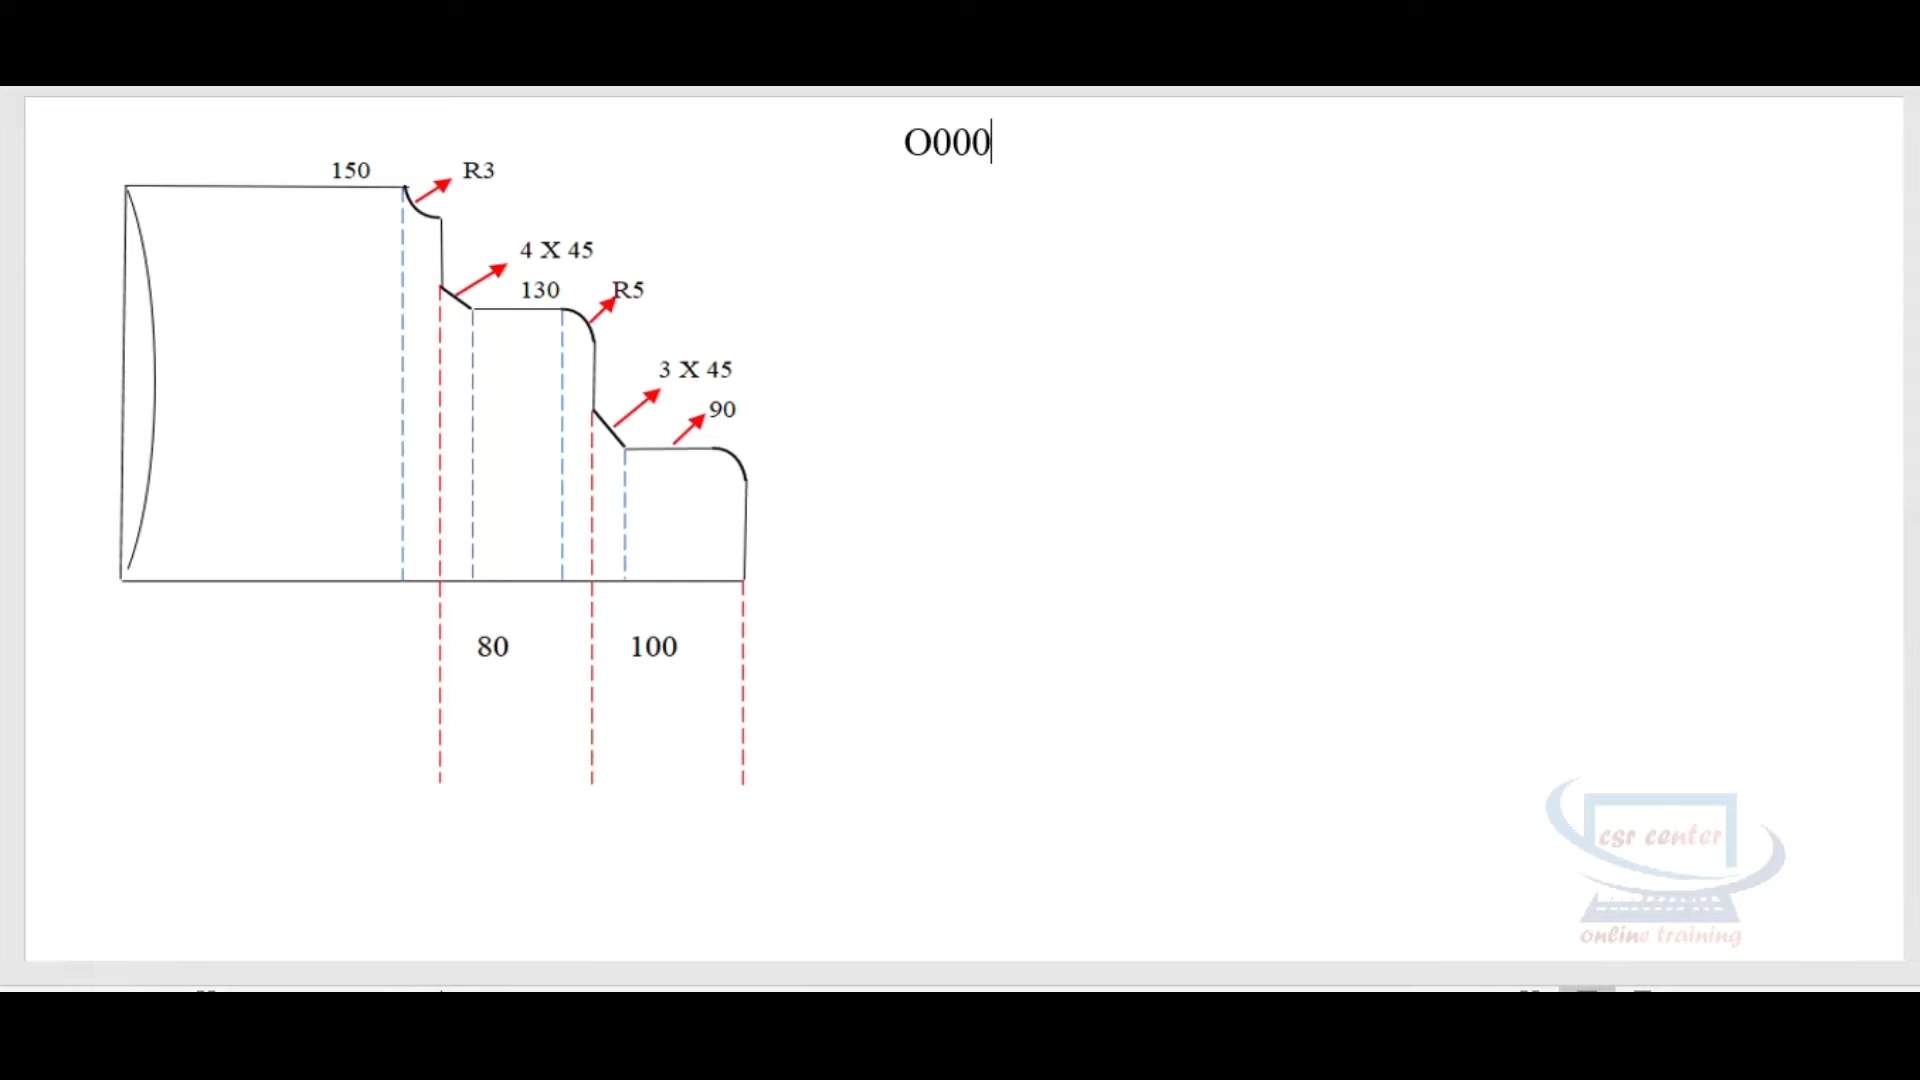 O000
150
R3
4 X 45
130
R5
3 X 45
90
80
100
csr center
online training